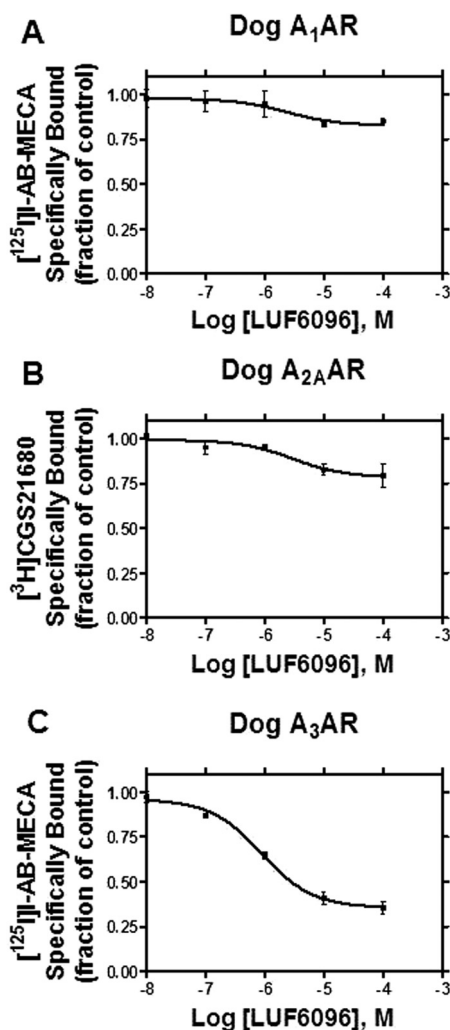 A
Dog A₁AR
[¹²⁵I]I-AB-MECA
Specifically Bound
(fraction of control)
1.00
0.75
0.50
0.25
0.00
-8 -7 -6 -5 -4 -3
Log [LUF6096], M
B
Dog A₂ₐAR
[³H]CGS21680
Specifically Bound
(fraction of control)
1.00
0.75
0.50
0.25
0.00
-8 -7 -6 -5 -4 -3
Log [LUF6096], M
C
Dog A₃AR
[¹²⁵I]I-AB-MECA
Specifically Bound
(fraction of control)
1.00
0.75
0.50
0.25
0.00
-8 -7 -6 -5 -4 -3
Log [LUF6096], M